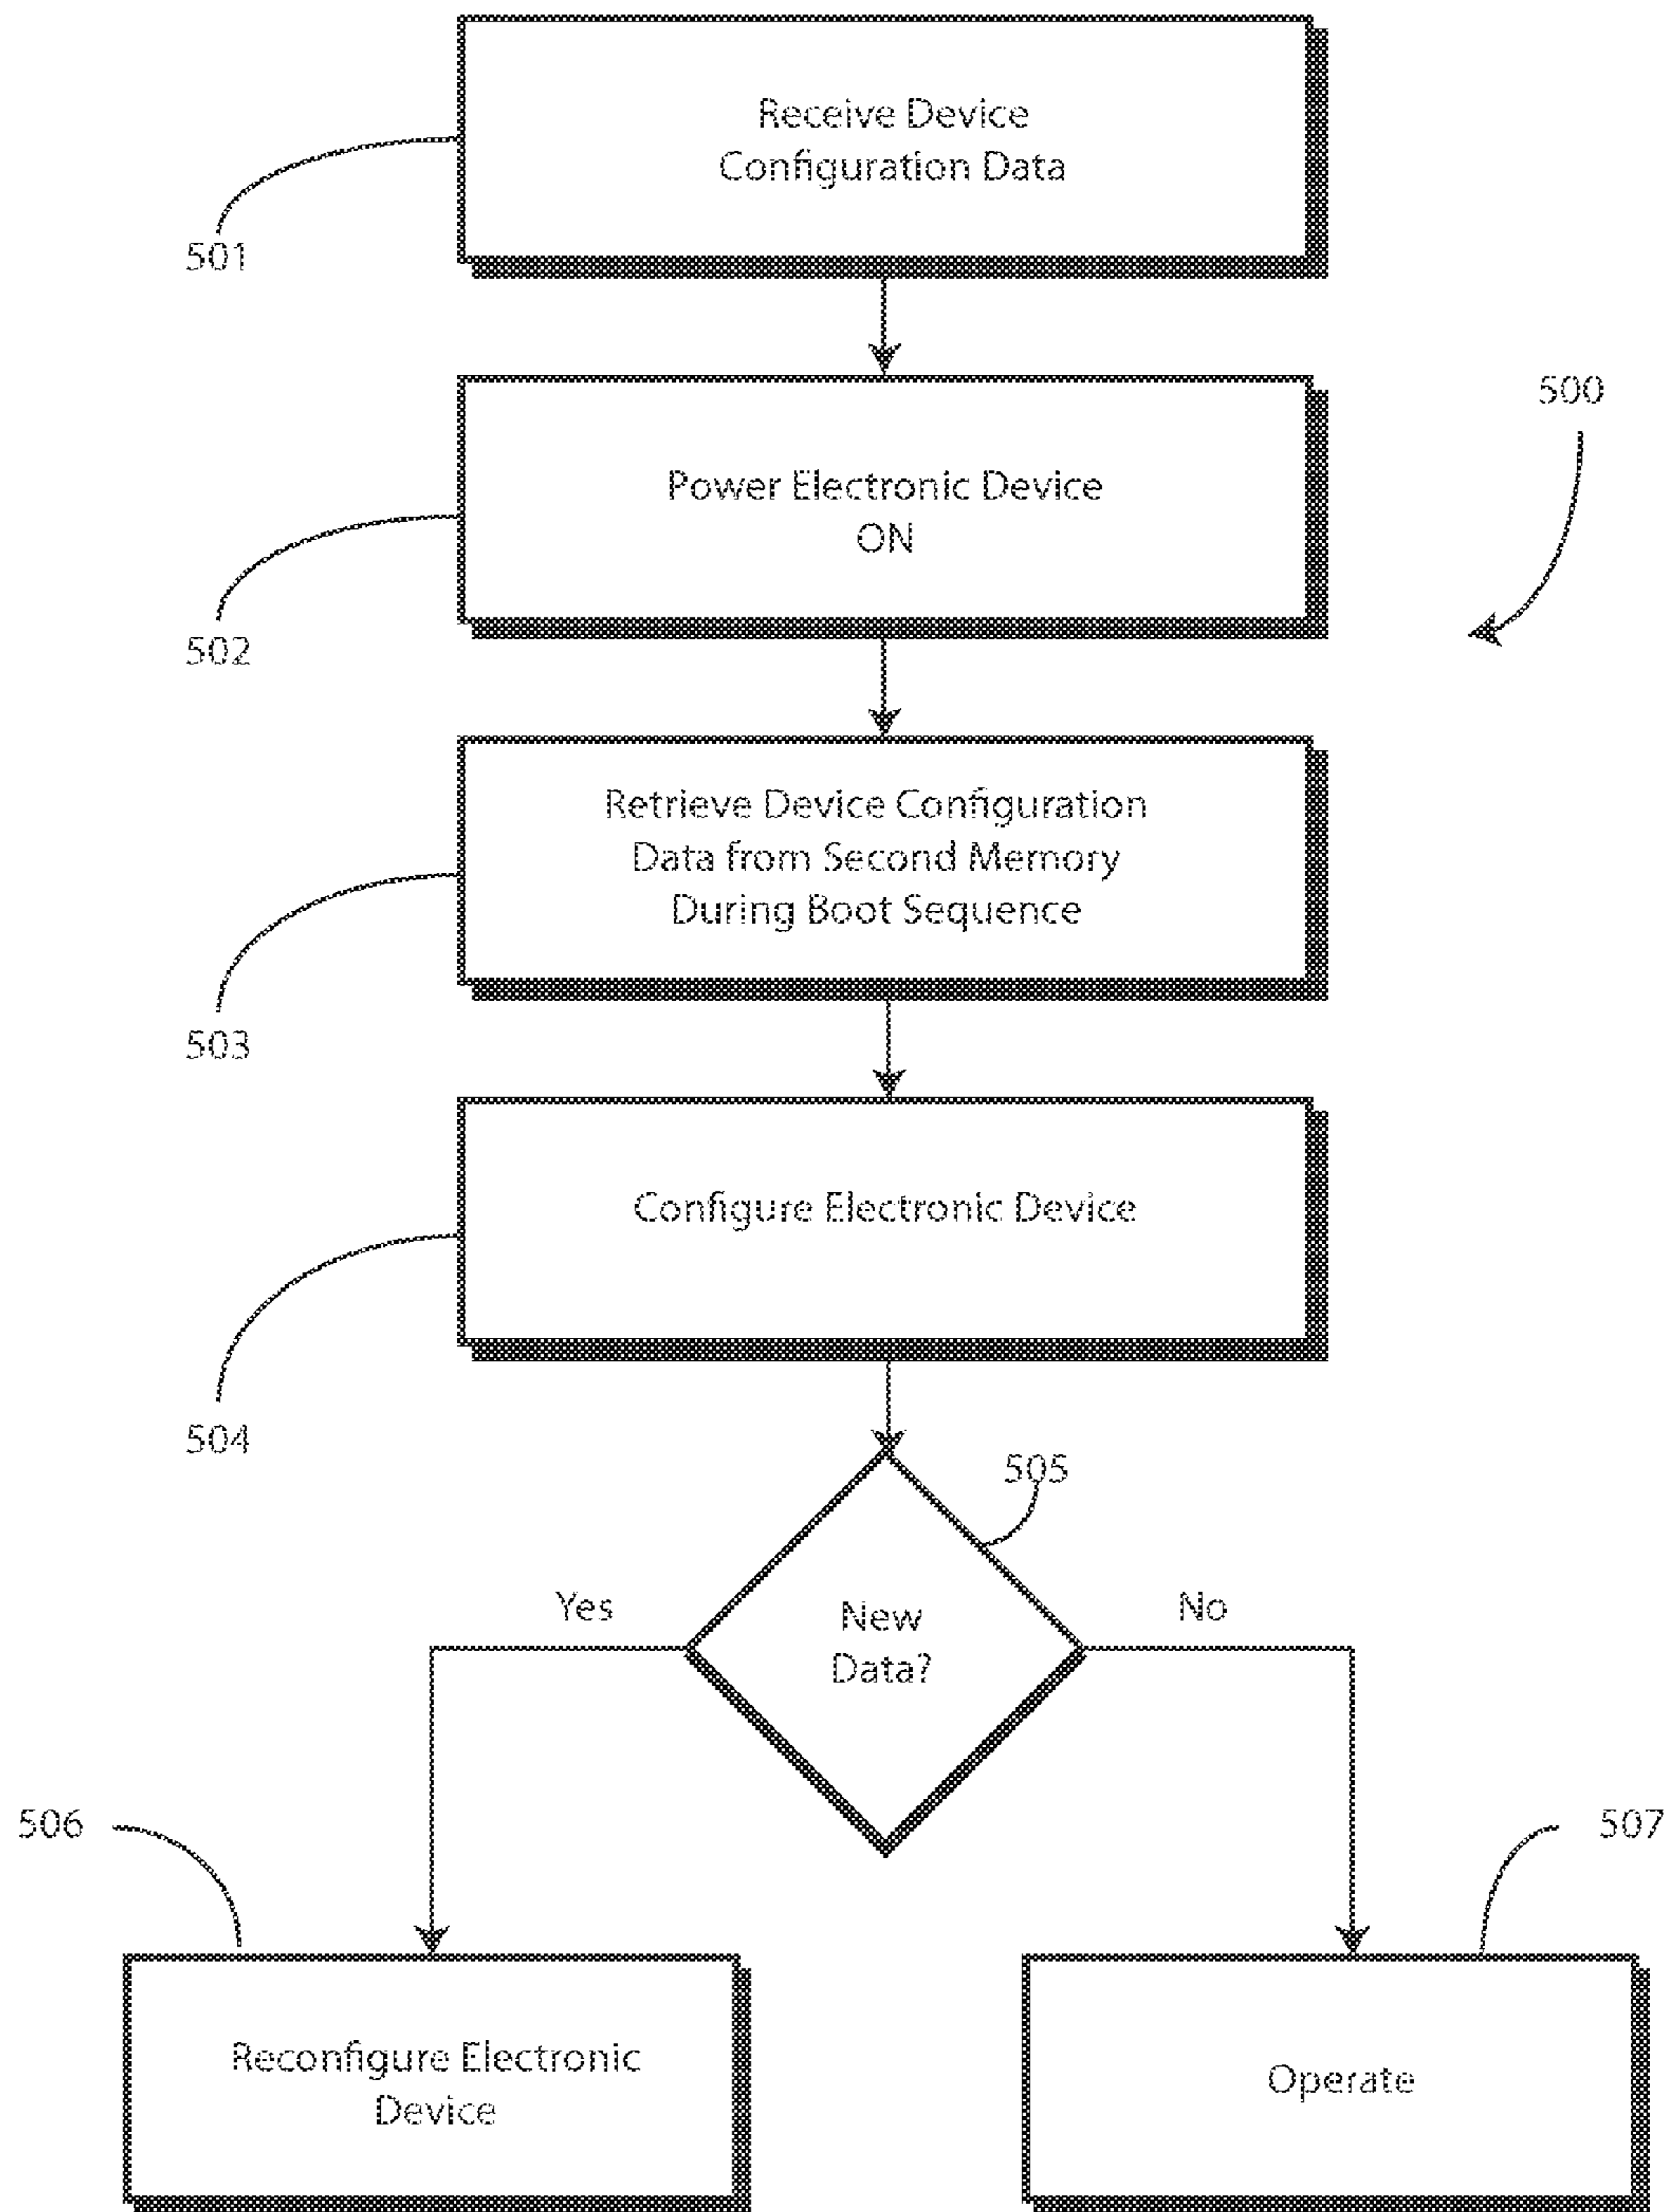 Receive Device
Configuration Data
501
Power Electronic Device
ON
500
502
Retrieve Device Configuration
Data from Second Memory
During Boot Sequence
503
Configure Electronic Device
504
505
New
Data?
Yes
No
506
507
Reconfigure Electronic
Device
Operate